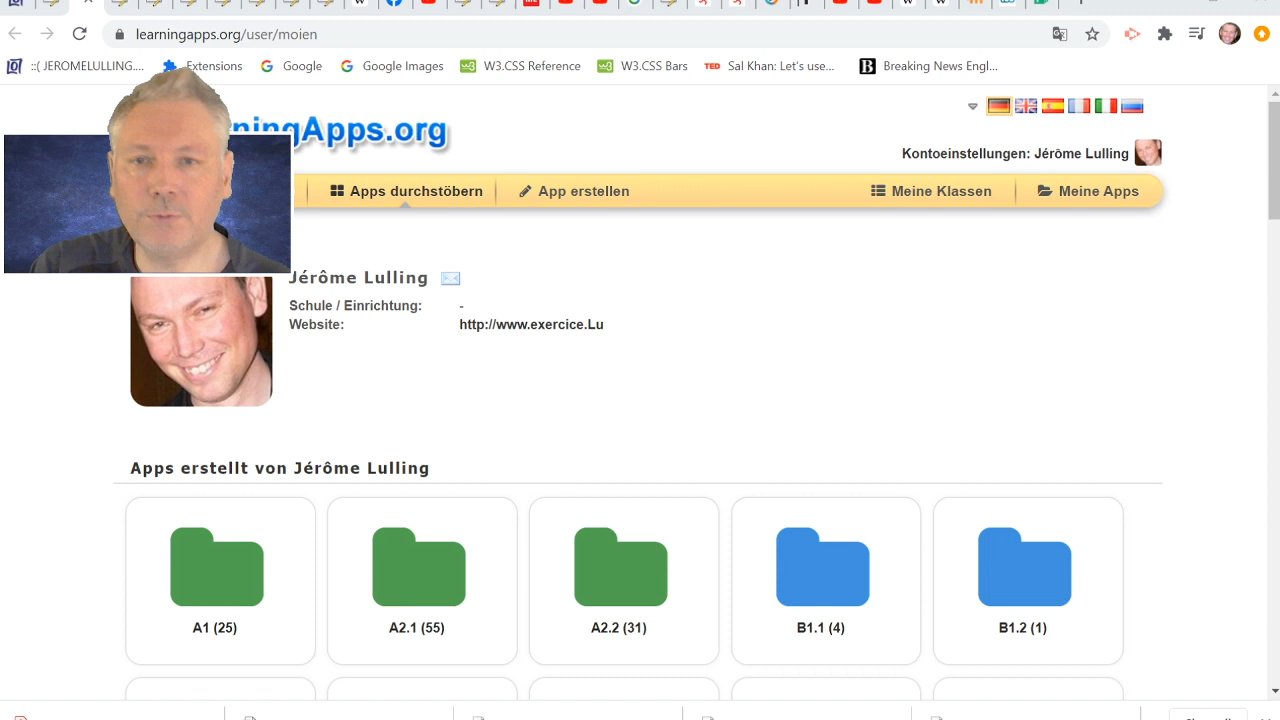 learningapps.org/user/moien
::( JEROMELULLING.... Extensions Google Google Images W3.CSS Reference W3.CSS Bars TED Sal Khan: Let's use... B Breaking News Engl...
ningApps.org
Kontoeinstellungen: Jérôme Lulling
Apps durchstöbern App erstellen Meine Klassen Meine Apps
Jérôme Lulling
Schule / Einrichtung: -
Website: http://www.exercice.Lu
Apps erstellt von Jérôme Lulling
A1 (25) A2.1 (55) A2.2 (31) B1.1 (4) B1.2 (1)